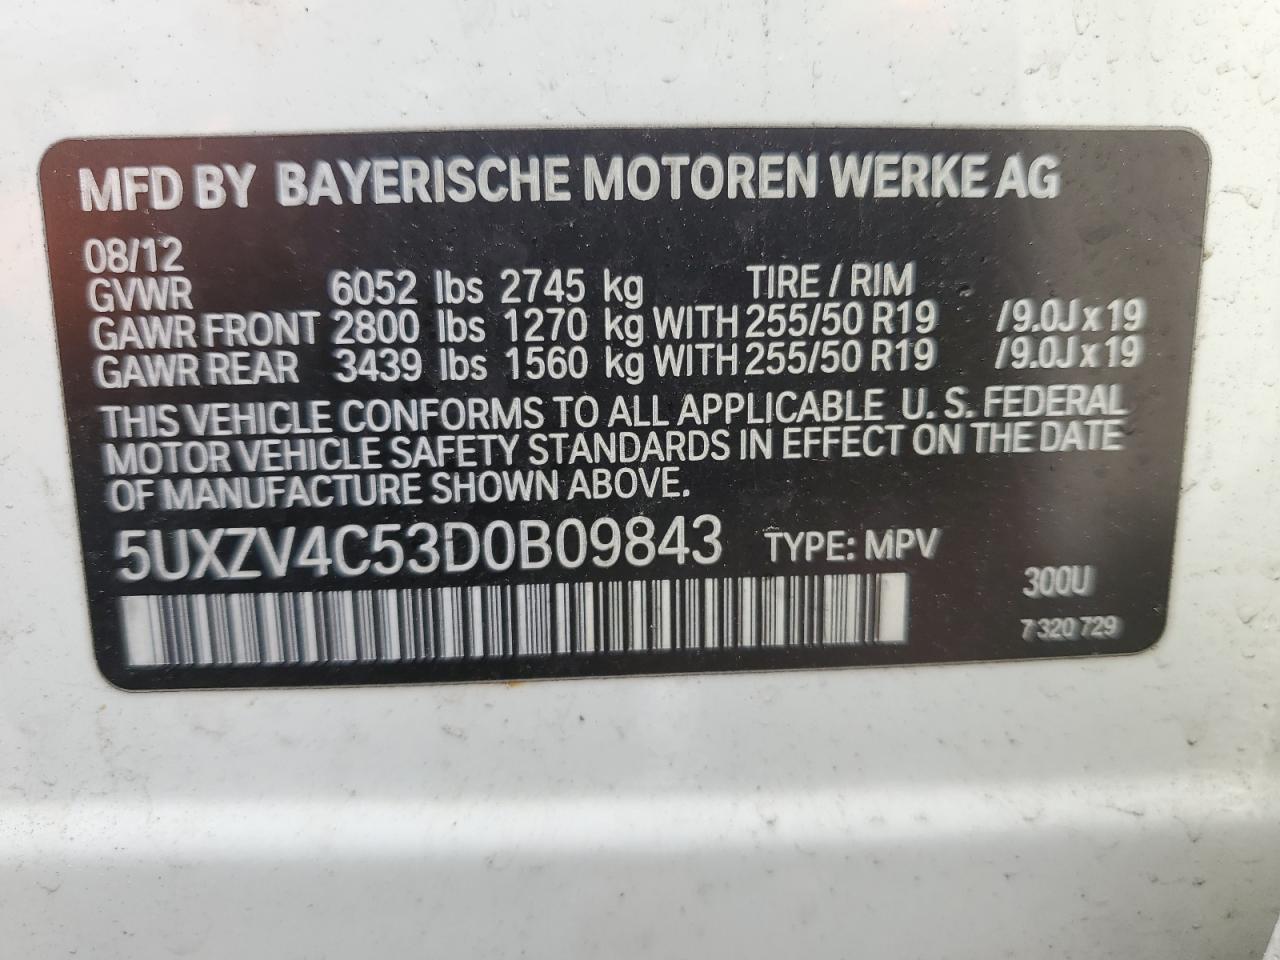 MFD BY BAYERISCHE MOTOREN WERKE AG
08/12
GVWR 6052 lbs 2745 kg TIRE / RIM
GAWR FRONT 2800 lbs 1270 kg WITH 255/50 R19 /9.0J x 19
GAWR REAR 3439 lbs 1560 kg WITH 255/50 R19 /9.0J x 19
THIS VEHICLE CONFORMS TO ALL APPLICABLE U. S. FEDERAL
MOTOR VEHICLE SAFETY STANDARDS IN EFFECT ON THE DATE
OF MANUFACTURE SHOWN ABOVE.
5UXZV4C53D0B09843 TYPE: MPV
300U
7 320 729